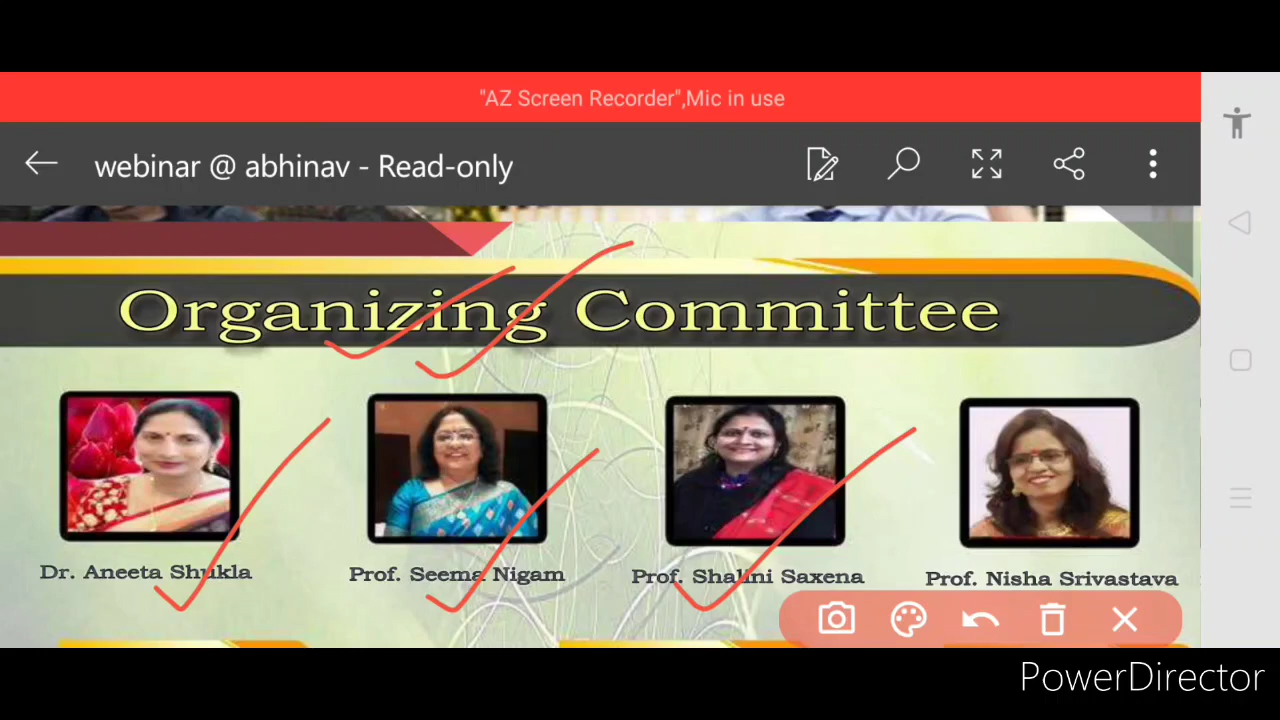 "AZ Screen Recorder",Mic in use
webinar @ abhinav - Read-only
Organizing Committee
Dr. Aneeta Shukla
Prof. Seema Nigam
Prof. Shalini Saxena
Prof. Nisha Srivastava
PowerDirector